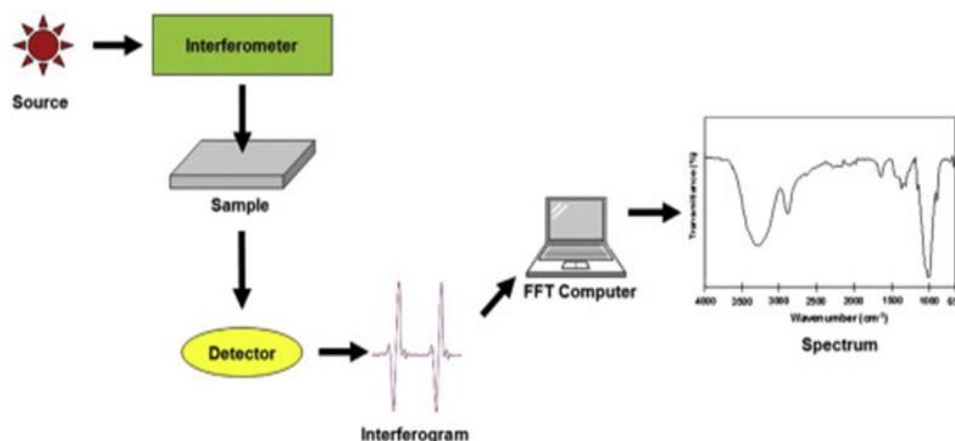 Interferometer
Source
Sample
Detector
Interferogram
FFT Computer
Transmittance (%)
4000 3500 3000 2500 2000 1500 1000 65
Wavenumber (cm-1)
Spectrum